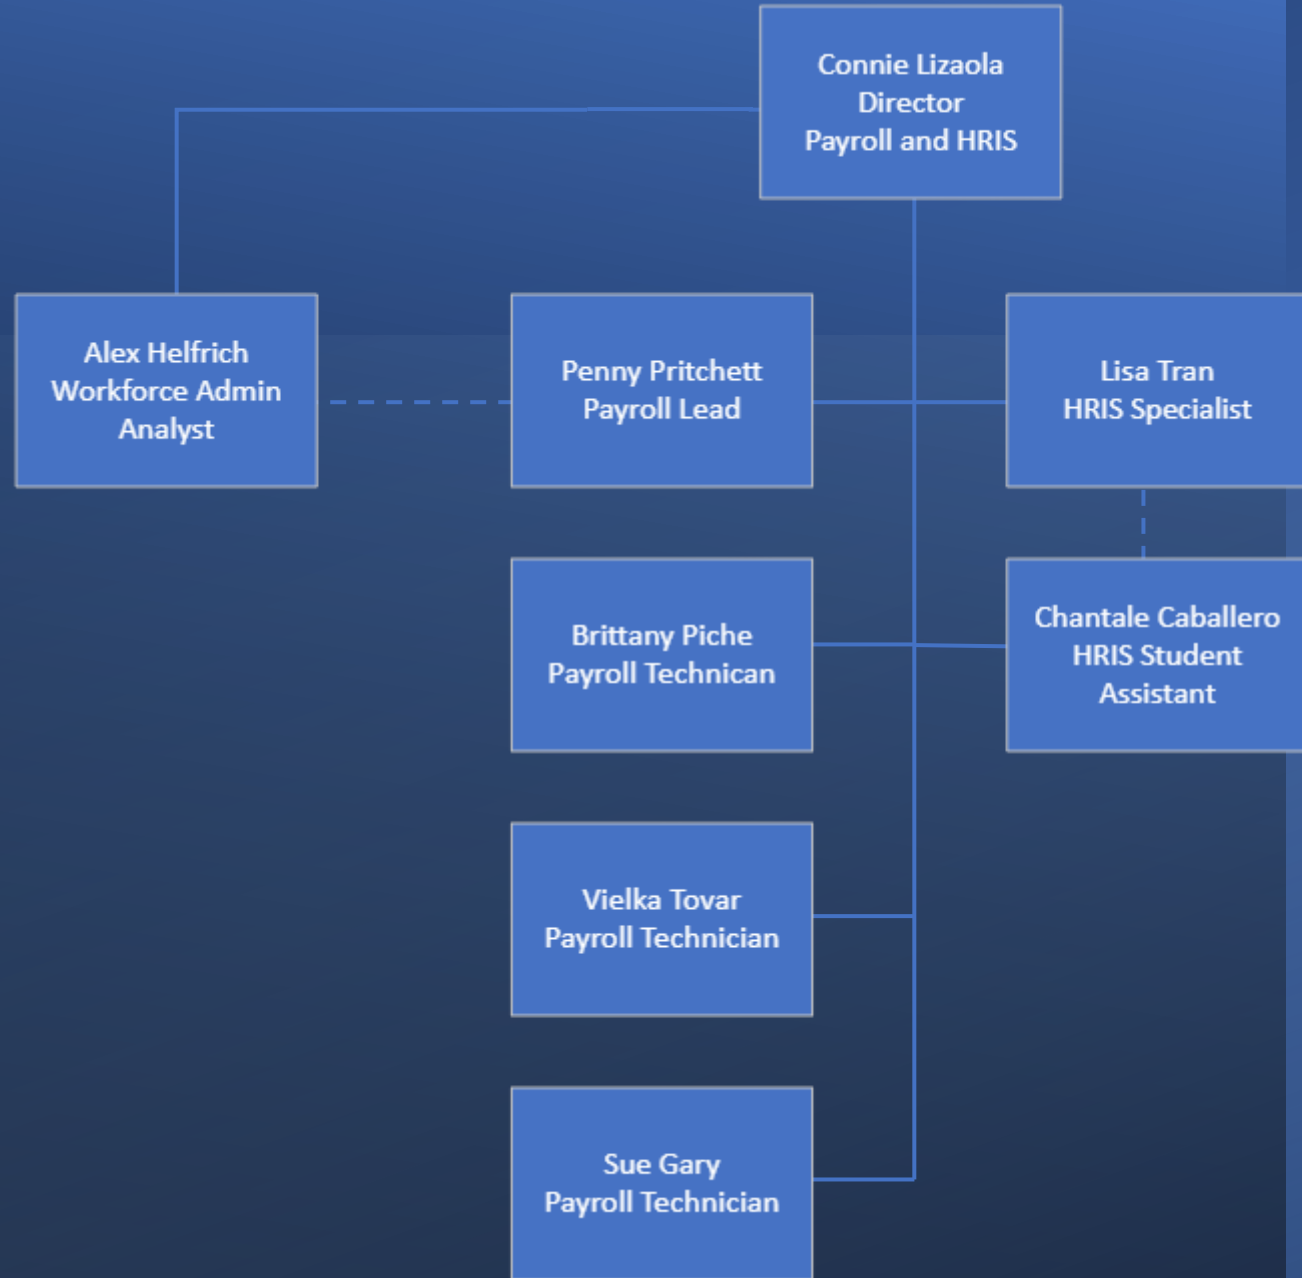 Connie Lizaola
Director
Payroll and HRIS
Alex Helfrich
Workforce Admin
Analyst
Penny Pritchett
Payroll Lead
Lisa Tran
HRIS Specialist
Brittany Piche
Payroll Technican
Chantale Caballero
HRIS Student
Assistant
Vielka Tovar
Payroll Technician
Sue Gary
Payroll Technician